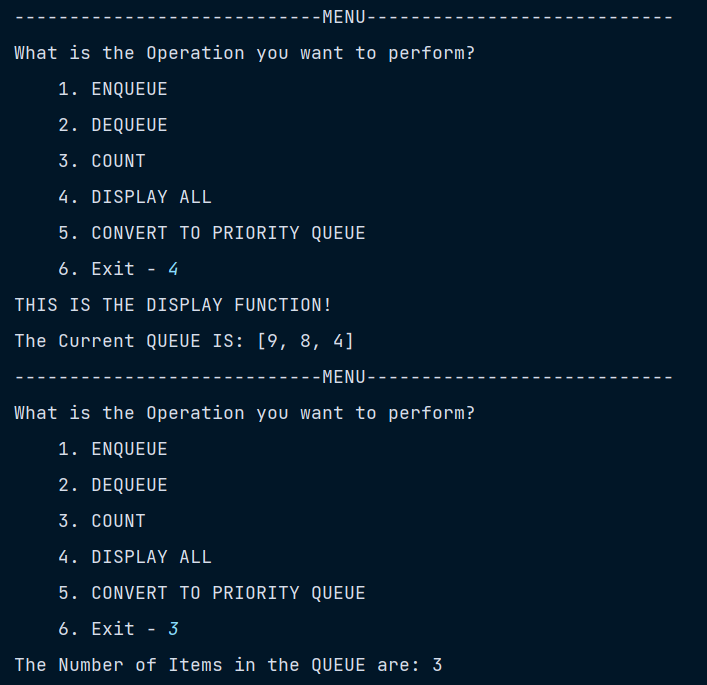 ----------------------------MENU----------------------------
What is the Operation you want to perform?
    1. ENQUEUE
    2. DEQUEUE
    3. COUNT
    4. DISPLAY ALL
    5. CONVERT TO PRIORITY QUEUE
    6. Exit - 4
THIS IS THE DISPLAY FUNCTION!
The Current QUEUE IS: [9, 8, 4]
----------------------------MENU----------------------------
What is the Operation you want to perform?
    1. ENQUEUE
    2. DEQUEUE
    3. COUNT
    4. DISPLAY ALL
    5. CONVERT TO PRIORITY QUEUE
    6. Exit - 3
The Number of Items in the QUEUE are: 3